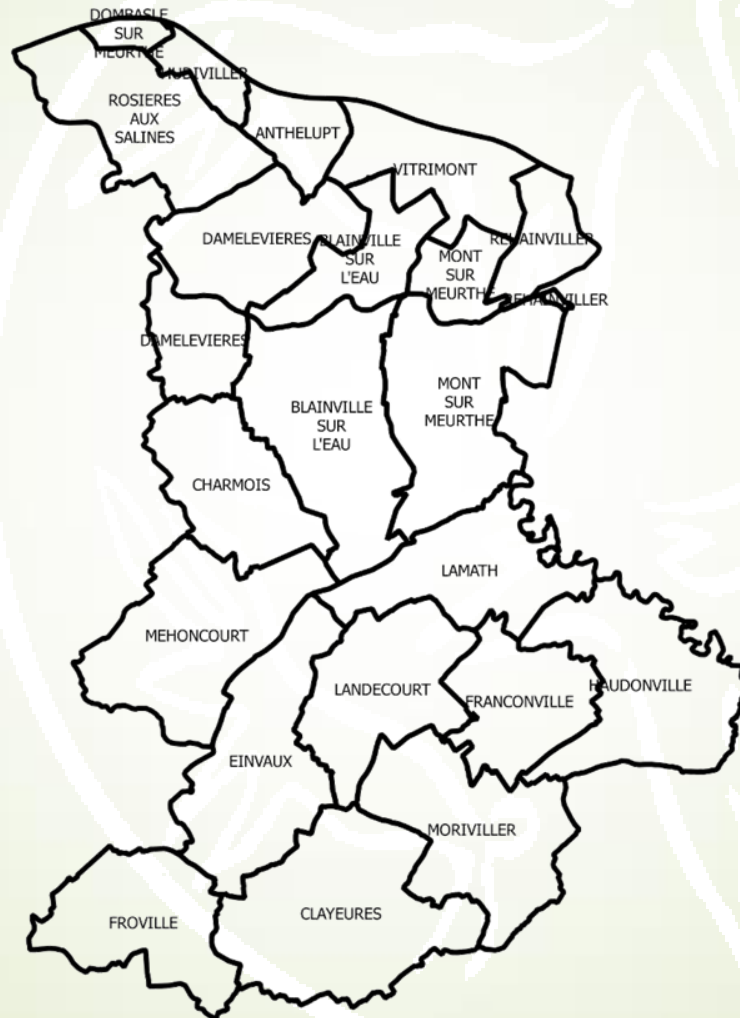 DOMBASLE
SUR
MEURTHE
HUDIVILLER
ROSIERES
AUX
SALINES
ANTHELUPT
VITRIMONT
DAMELEVIERES
BLAINVILLE
SUR
L'EAU
REHAINVILLER
MONT
SUR
MEURTHE
REHAINVILLER
DAMELEVIERES
BLAINVILLE
SUR
L'EAU
MONT
SUR
MEURTHE
CHARMOIS
LAMATH
MEHONCOURT
LANDECOURT
FRANCONVILLE
HAUDONVILLE
EINVAUX
MORIVILLER
CLAYEURES
FROVILLE